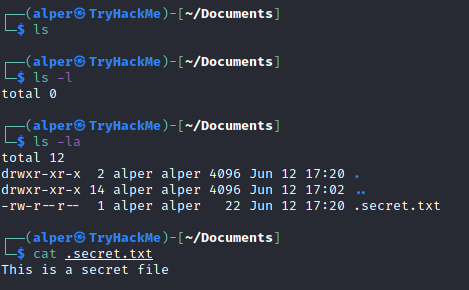 ┌──(alper㉿TryHackMe)-[~/Documents]
└─$ ls
┌──(alper㉿TryHackMe)-[~/Documents]
└─$ ls -l
total 0
┌──(alper㉿TryHackMe)-[~/Documents]
└─$ ls -la
total 12
drwxr-xr-x  2 alper alper 4096 Jun 12 17:20 .
drwxr-xr-x 14 alper alper 4096 Jun 12 17:02 ..
-rw-r--r--  1 alper alper   22 Jun 12 17:20 .secret.txt
┌──(alper㉿TryHackMe)-[~/Documents]
└─$ cat .secret.txt
This is a secret file